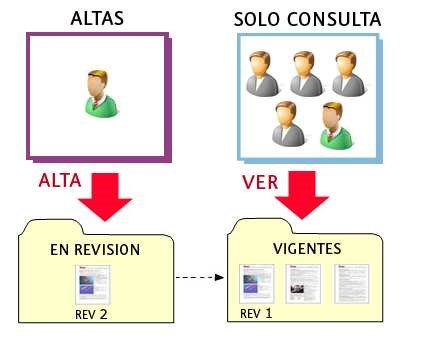 ALTAS
SOLO CONSULTA
ALTA
VER
EN REVISION
VIGENTES
REV 2
REV 1